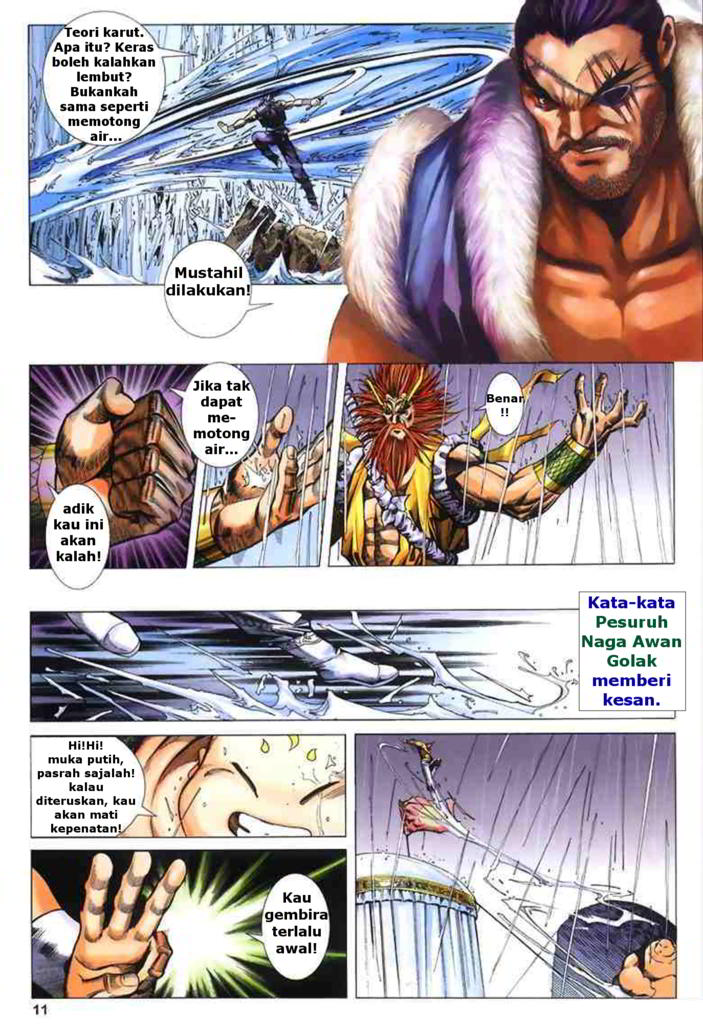 Teori karut.
Apa itu? Keras
boleh kalahkan
lembut?
Bukankah
sama seperti
memotong
air...
Mustahil
dilakukan!
Jika tak
dapat
me-
motong
air...
adik
kau ini
akan
kalah!
Benar
!!
Kata-kata
Pesuruh
Naga Awan
Golak
memberi
kesan.
Hi!Hi!
muka putih,
pasrah sajalah!
kalau
diteruskan, kau
akan mati
kepenatan!
Kau
gembira
terlalu
awal!
11